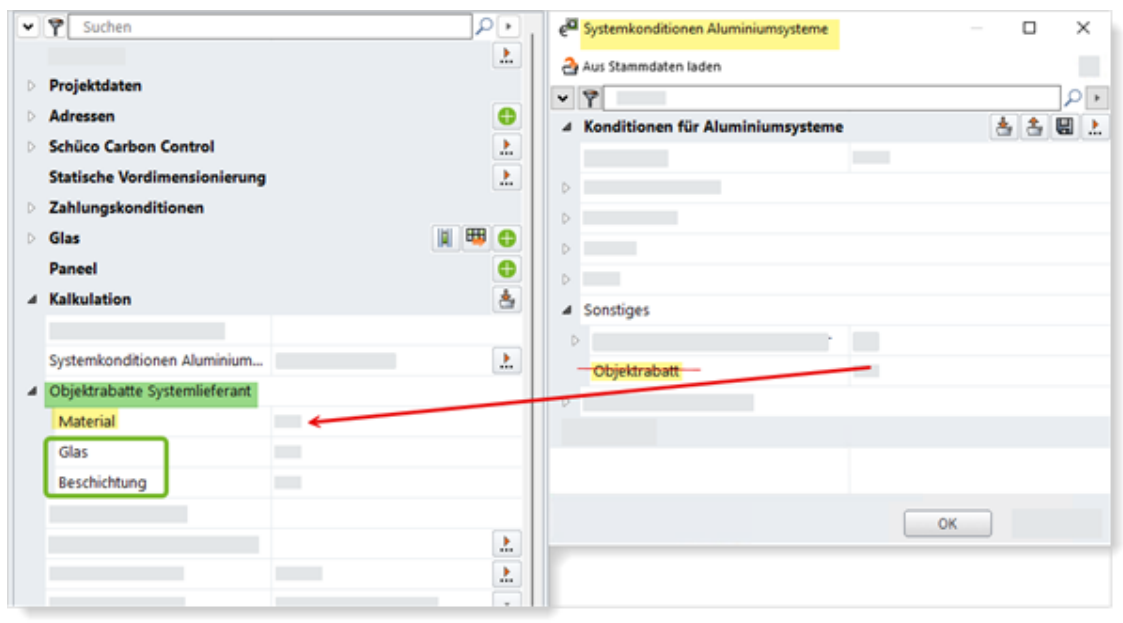 Suchen
Projektdaten
Adressen
Schüco Carbon Control
Statische Vordimensionierung
Zahlungskonditionen
Glas
Paneel
Kalkulation
Systemkonditionen Aluminium...
Objektrabatte Systemlieferant
Material
Glas
Beschichtung
Systemkonditionen Aluminiumsysteme
Aus Stammdaten laden
Konditionen für Aluminiumsysteme
Sonstiges
Objektrabatt
OK